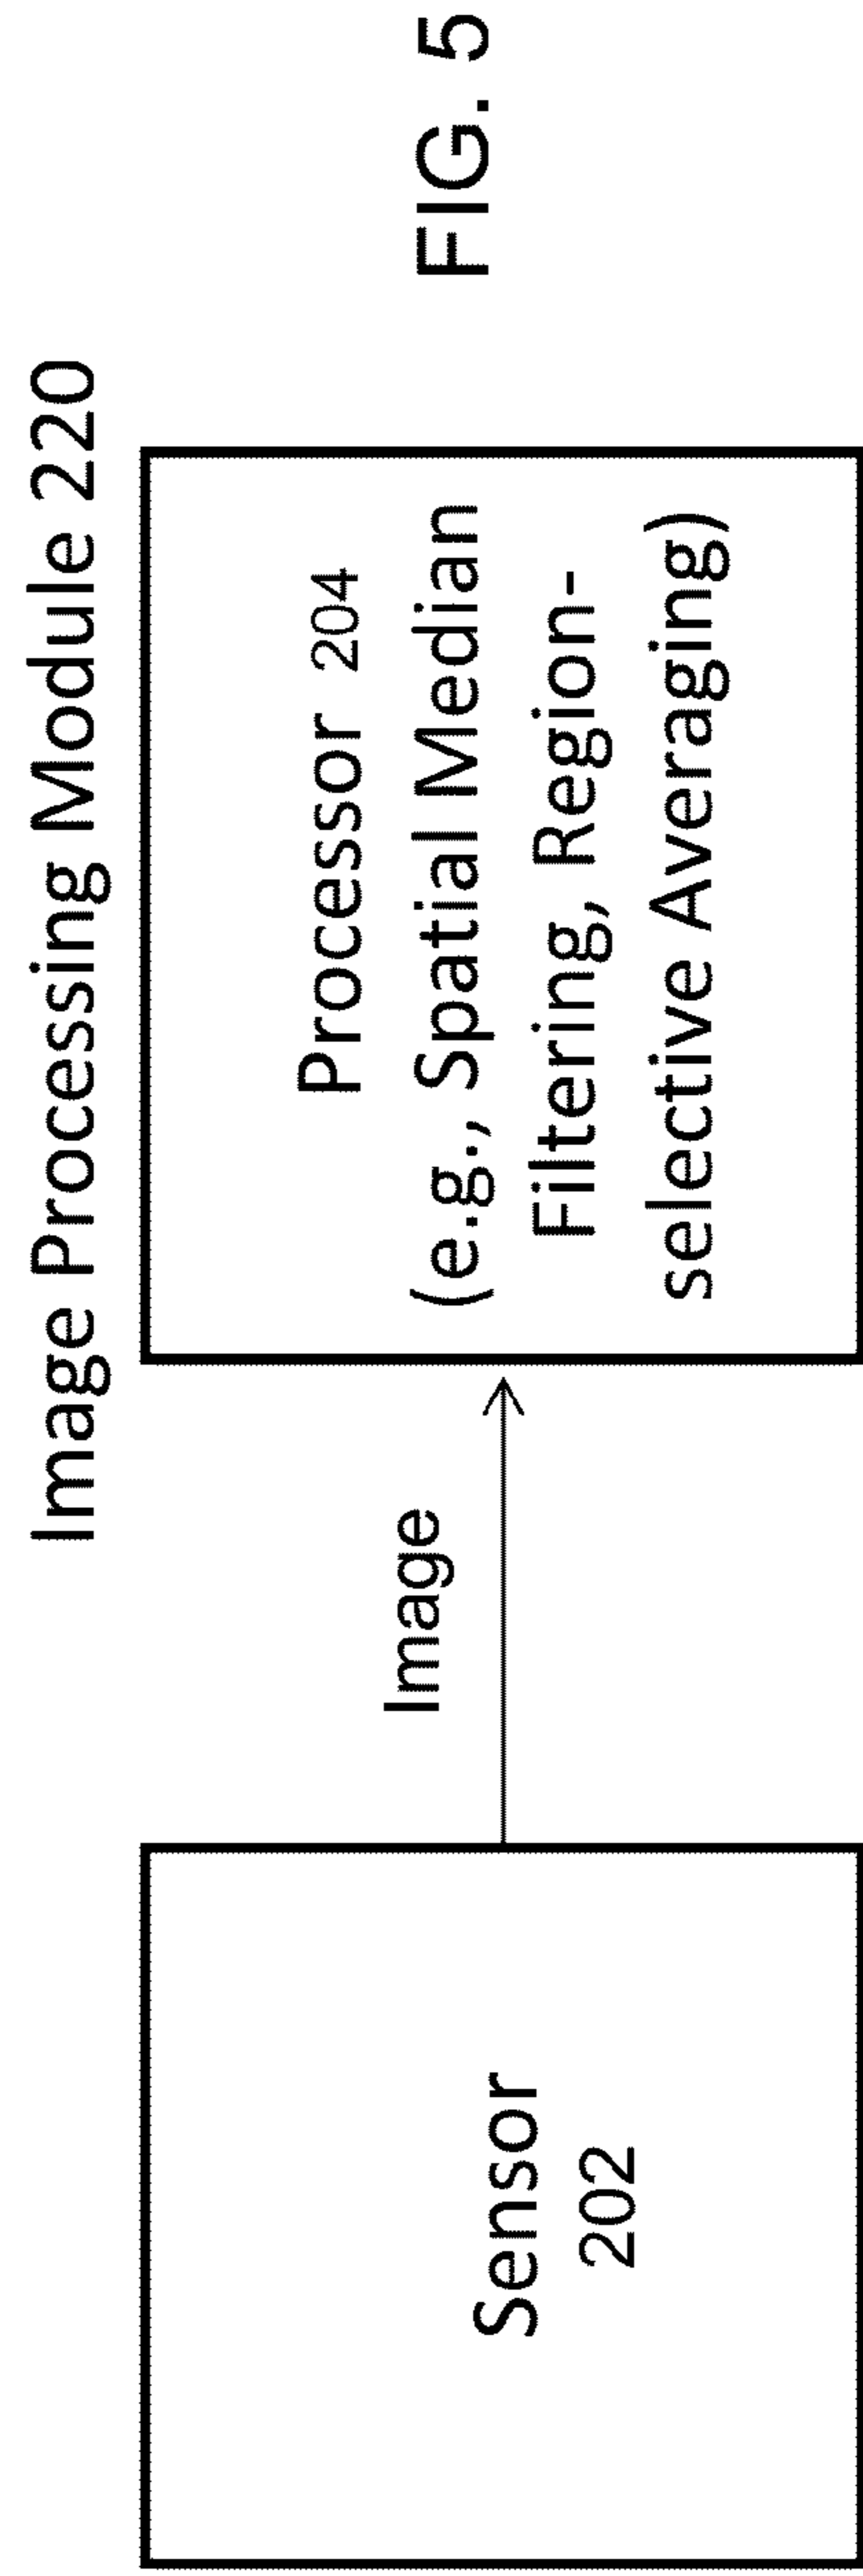 Image Processing Module 220
Sensor
202
Image
Processor 204
(e.g., Spatial Median
Filtering, Region-
selective Averaging)
FIG. 5